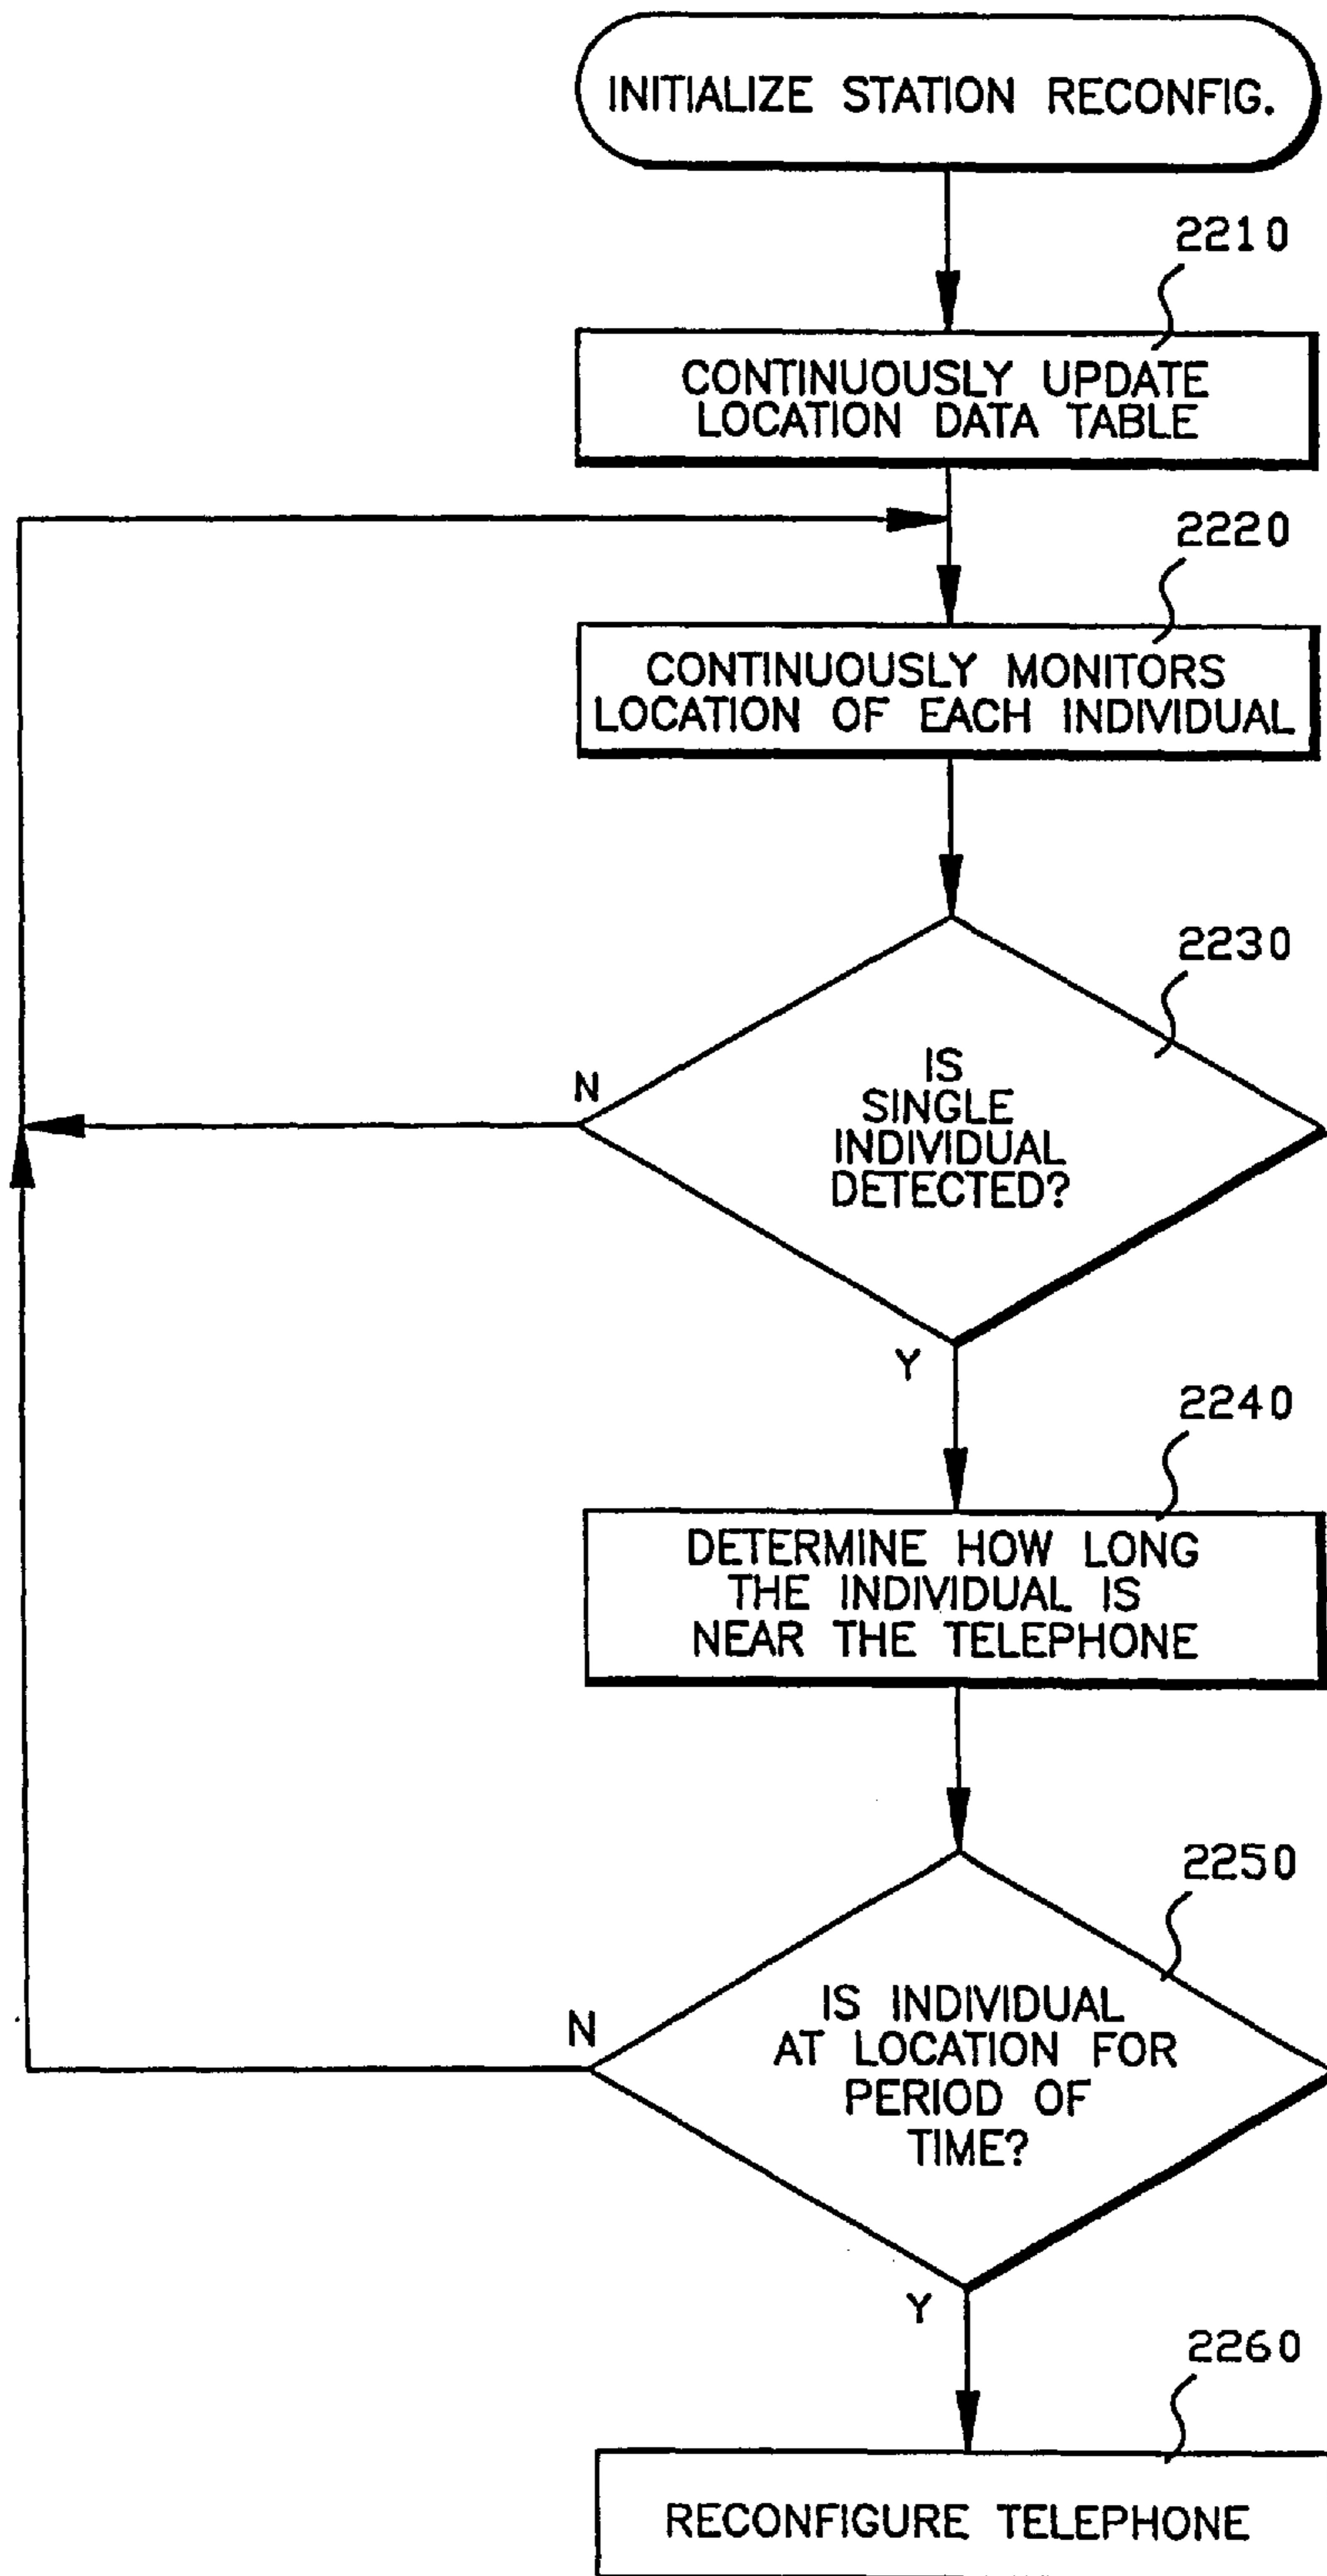 INITIALIZE STATION RECONFIG.
2210
CONTINUOUSLY UPDATE
LOCATION DATA TABLE
2220
CONTINUOUSLY MONITORS
LOCATION OF EACH INDIVIDUAL
2230
IS
SINGLE
INDIVIDUAL
DETECTED?
N
Y
2240
DETERMINE HOW LONG
THE INDIVIDUAL IS
NEAR THE TELEPHONE
2250
IS INDIVIDUAL
AT LOCATION FOR
PERIOD OF
TIME?
N
Y
2260
RECONFIGURE TELEPHONE